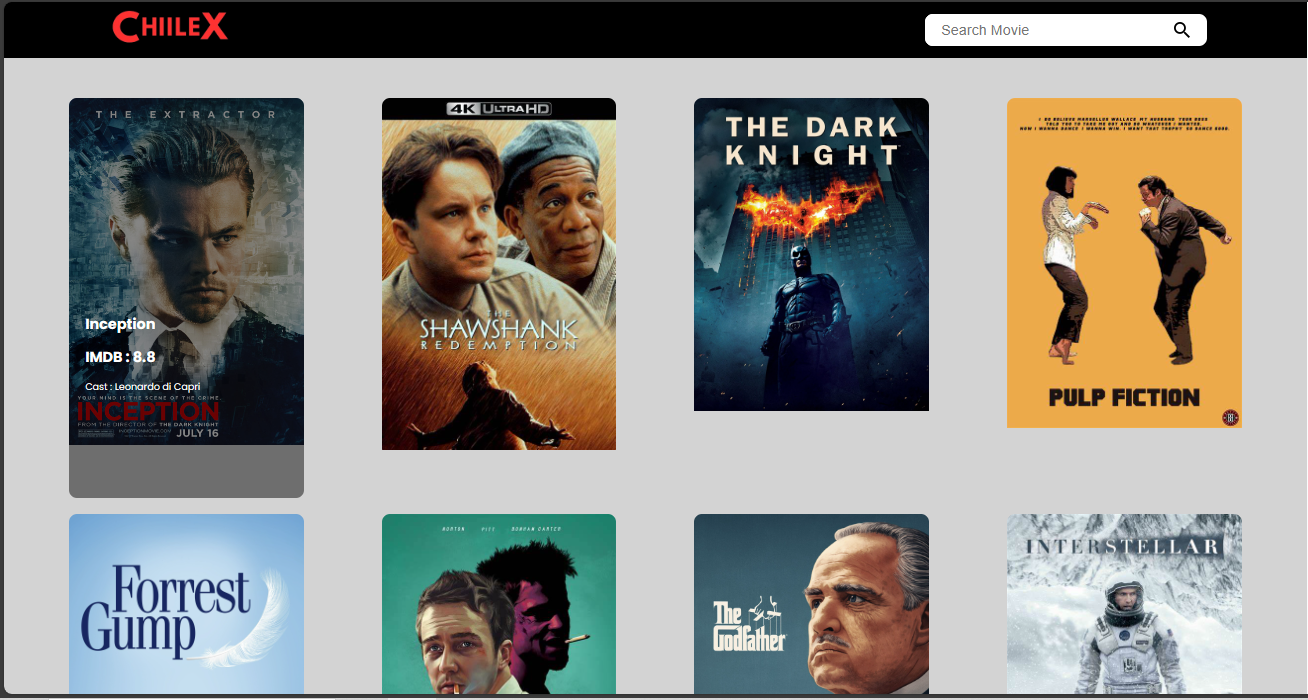 CHIILEX
Search Movie
THE EXTRACTOR
Inception
IMDB : 8.8
Cast : Leonardo di Capri
YOUR MIND IS THE SCENE OF THE CRIME.
INCEPTION
FROM THE DIRECTOR OF THE DARK KNIGHT
JULY 16
4K ULTRA HD
THE
SHAWSHANK
REDEMPTION
THE DARK
KNIGHT
PULP FICTION
Forrest
Gump
NORTON
BONHAM CARTER
The
Godfather
INTERSTELLAR